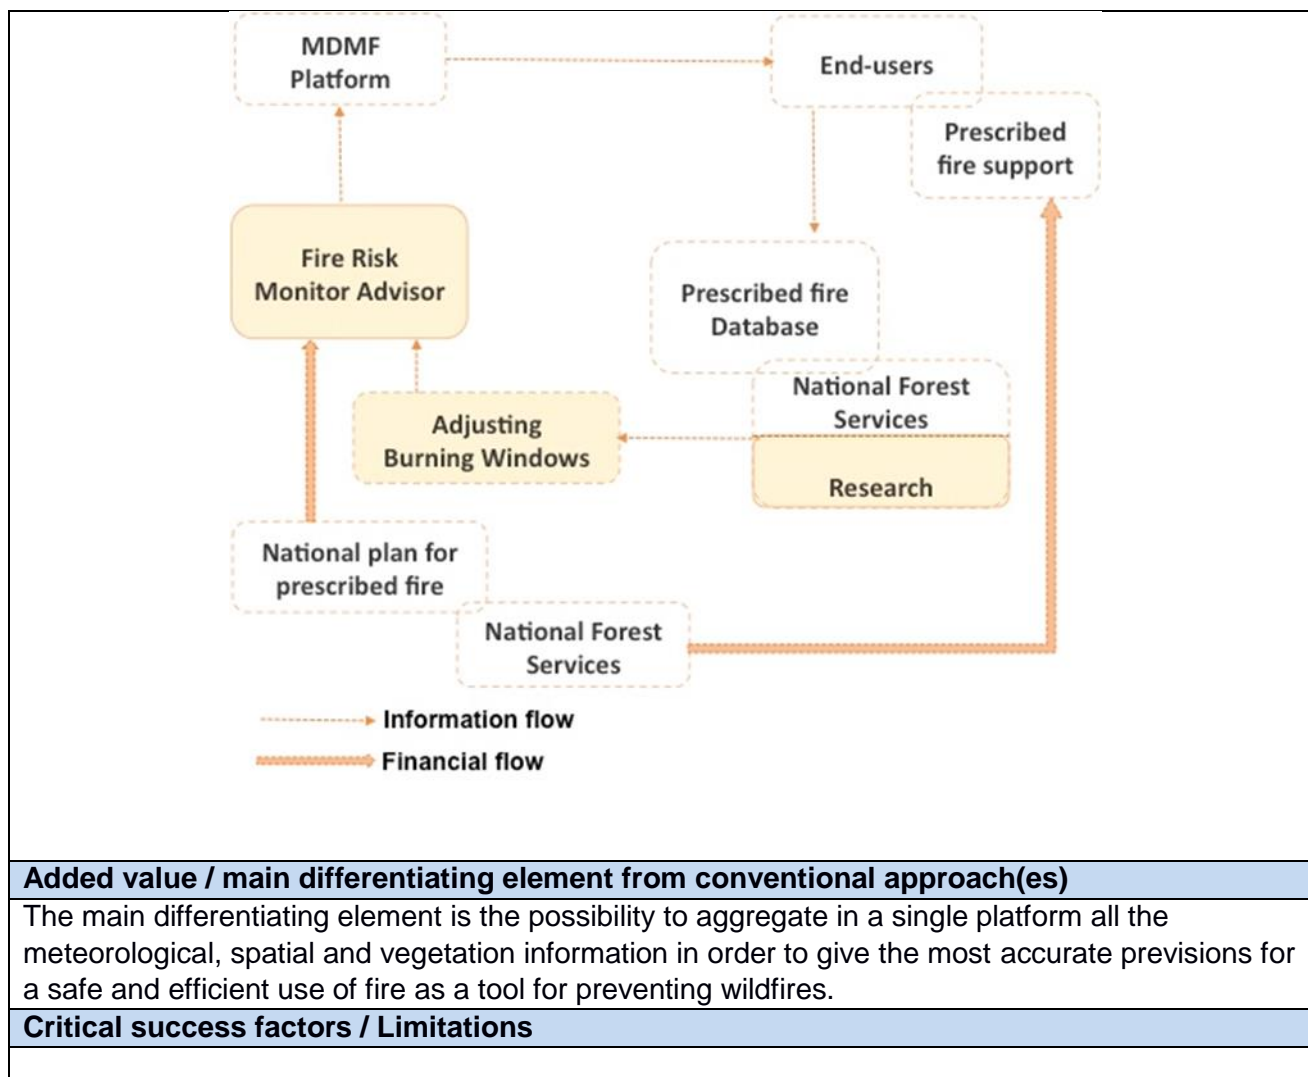 MDMF
Platform
End-users
Prescribed
fire support
Fire Risk
Monitor Advisor
Prescribed fire
Database
National Forest
Services
Adjusting
Burning Windows
Research
National plan for
prescribed fire
National Forest
Services
Information flow
Financial flow
Added value / main differentiating element from conventional approach(es)
The main differentiating element is the possibility to aggregate in a single platform all the
meteorological, spatial and vegetation information in order to give the most accurate previsions for
a safe and efficient use of fire as a tool for preventing wildfires.
Critical success factors / Limitations